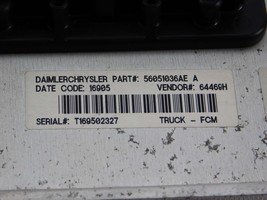 DAIMLERCHRYSLER PART#: 56051036AE A
DATE CODE: 16905 VENDOR#: 64469H
SERIAL#: T169502327 TRUCK - FCM